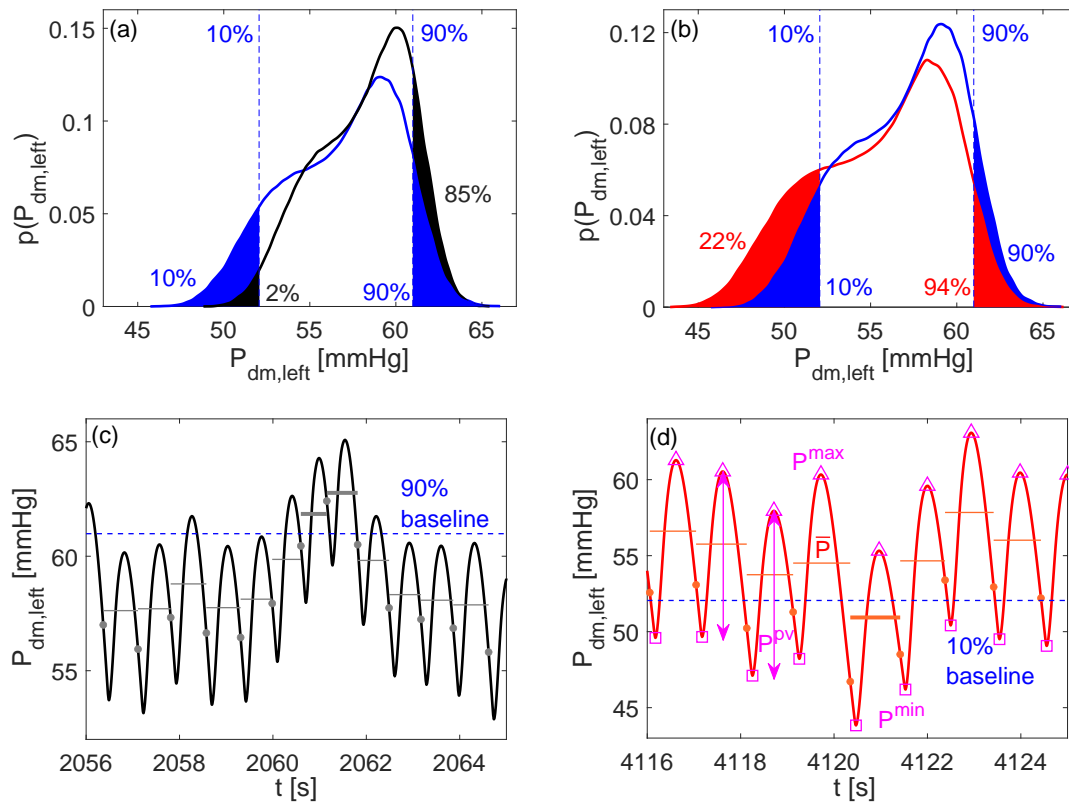 (a)
10%
90%
0.15
0.1
0.05
0
p(P_dm,left)
85%
10%
2%
90%
45 50 55 60 65
P_dm,left [mmHg]
(b)
10%
90%
0.12
0.08
0.04
0
p(P_dm,left)
22%
10%
94%
90%
45 50 55 60 65
P_dm,left [mmHg]
(c)
65
60
55
P_dm,left [mmHg]
90%
baseline
2056 2058 2060 2062 2064
t [s]
(d)
60
55
50
45
P_dm,left [mmHg]
P^max
P̅
P^pv
10%
baseline
P^min
4116 4118 4120 4122 4124
t [s]